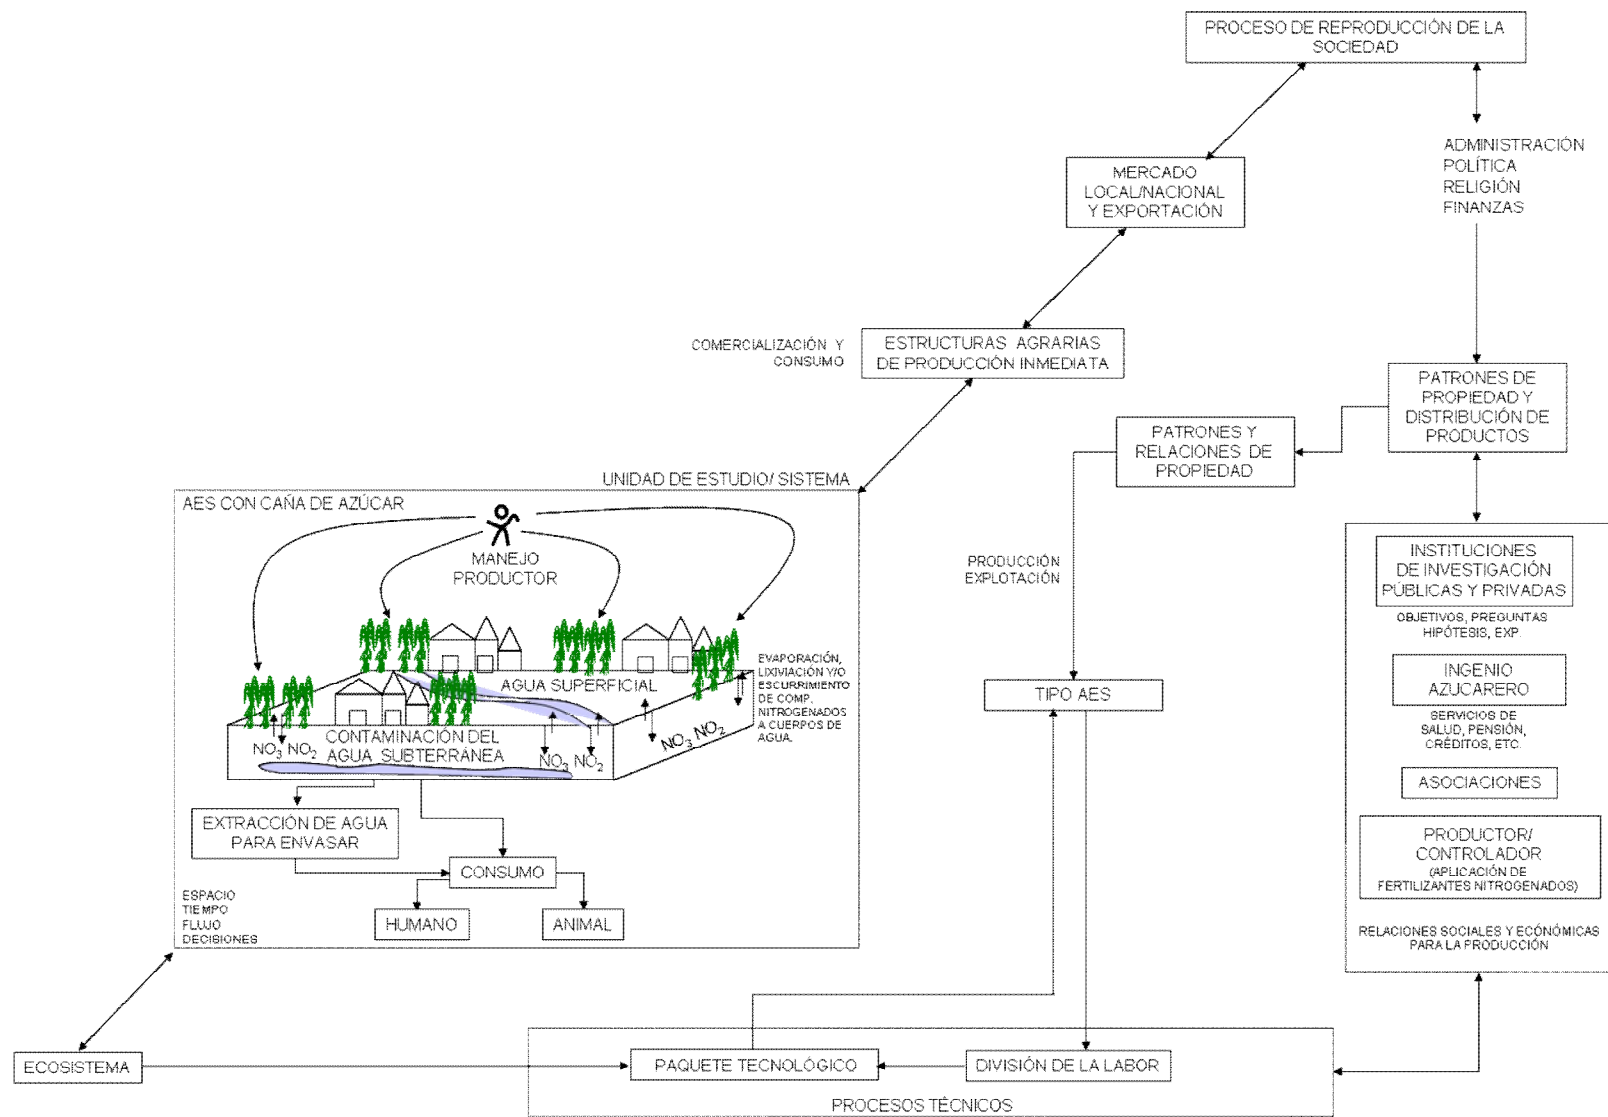 PROCESO DE REPRODUCCIÓN DE LA
SOCIEDAD
ADMINISTRACIÓN
POLÍTICA
RELIGIÓN
FINANZAS
MERCADO
LOCAL/NACIONAL
Y EXPORTACIÓN
COMERCIALIZACIÓN Y
CONSUMO
ESTRUCTURAS AGRARIAS
DE PRODUCCIÓN INMEDIATA
PATRONES DE
PROPIEDAD Y
DISTRIBUCIÓN DE
PRODUCTOS
PATRONES Y
RELACIONES DE
PROPIEDAD
UNIDAD DE ESTUDIO/ SISTEMA
AES CON CAÑA DE AZÚCAR
MANEJO
PRODUCTOR
EVAPORACIÓN,
LIXIVIACIÓN Y/O
ESCURRIMIENTO
DE COMP.
NITROGENADOS
A CUERPOS DE
AGUA.
AGUA SUPERFICIAL
CONTAMINACIÓN DEL
AGUA SUBTERRÁNEA
NO3 NO2
NO3 NO2
NO3 NO2
EXTRACCIÓN DE AGUA
PARA ENVASAR
CONSUMO
HUMANO
ANIMAL
ESPACIO
TIEMPO
FLUJO
DECISIONES
PRODUCCIÓN
EXPLOTACIÓN
TIPO AES
INSTITUCIONES
DE INVESTIGACIÓN
PÚBLICAS Y PRIVADAS
OBJETIVOS, PREGUNTAS
HIPÓTESIS, EXP.
INGENIO
AZUCARERO
SERVICIOS DE
SALUD, PENSIÓN,
CRÉDITOS, ETC.
ASOCIACIONES
PRODUCTOR/
CONTROLADOR
(APLICACIÓN DE
FERTILIZANTES NITROGENADOS)
RELACIONES SOCIALES Y ECONÓMICAS
PARA LA PRODUCCIÓN
ECOSISTEMA
PAQUETE TECNOLÓGICO
DIVISIÓN DE LA LABOR
PROCESOS TÉCNICOS